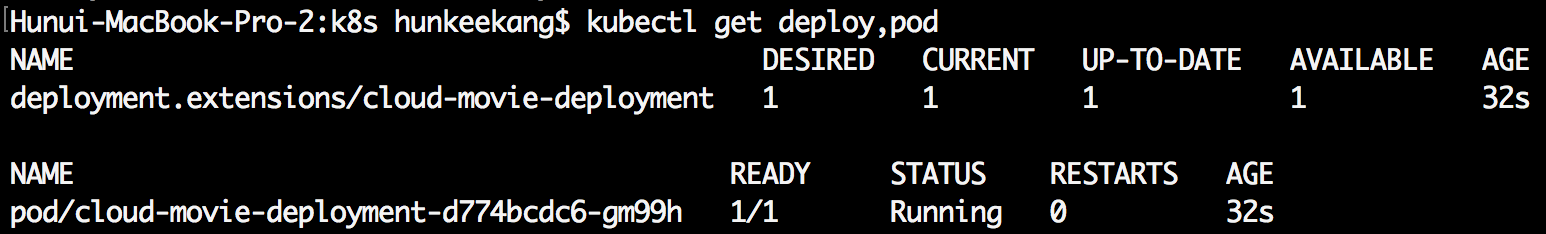 Hunui-MacBook-Pro-2:k8s hunkeekang$ kubectl get deploy,pod
NAME DESIRED CURRENT UP-TO-DATE AVAILABLE AGE
deployment.extensions/cloud-movie-deployment 1 1 1 1 32s
NAME READY STATUS RESTARTS AGE
pod/cloud-movie-deployment-d774bcdc6-gm99h 1/1 Running 0 32s